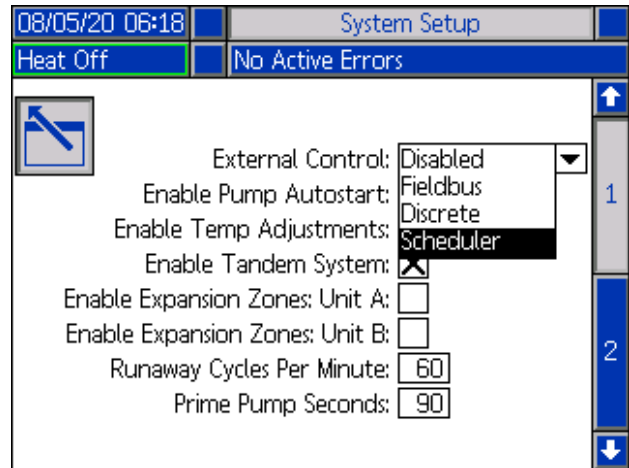 08/05/20 06:18 System Setup
Heat Off No Active Errors
External Control: Disabled
Enable Pump Autostart: Fieldbus
Discrete
Enable Temp Adjustments:
Scheduler
Enable Tandem System:
Enable Expansion Zones: Unit A:
Enable Expansion Zones: Unit B:
Runaway Cycles Per Minute: 60
Prime Pump Seconds: 90
1
2